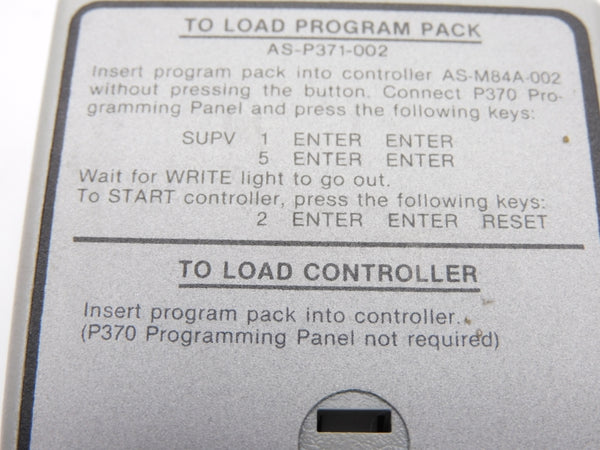 TO LOAD PROGRAM PACK
AS-P371-002
Insert program pack into controller AS-M84A-002
without pressing the button. Connect P370 Pro-
gramming Panel and press the following keys:
SUPV 1 ENTER ENTER
5 ENTER ENTER
Wait for WRITE light to go out.
To START controller, press the following keys:
2 ENTER ENTER RESET
TO LOAD CONTROLLER
Insert program pack into controller.
(P370 Programming Panel not required)